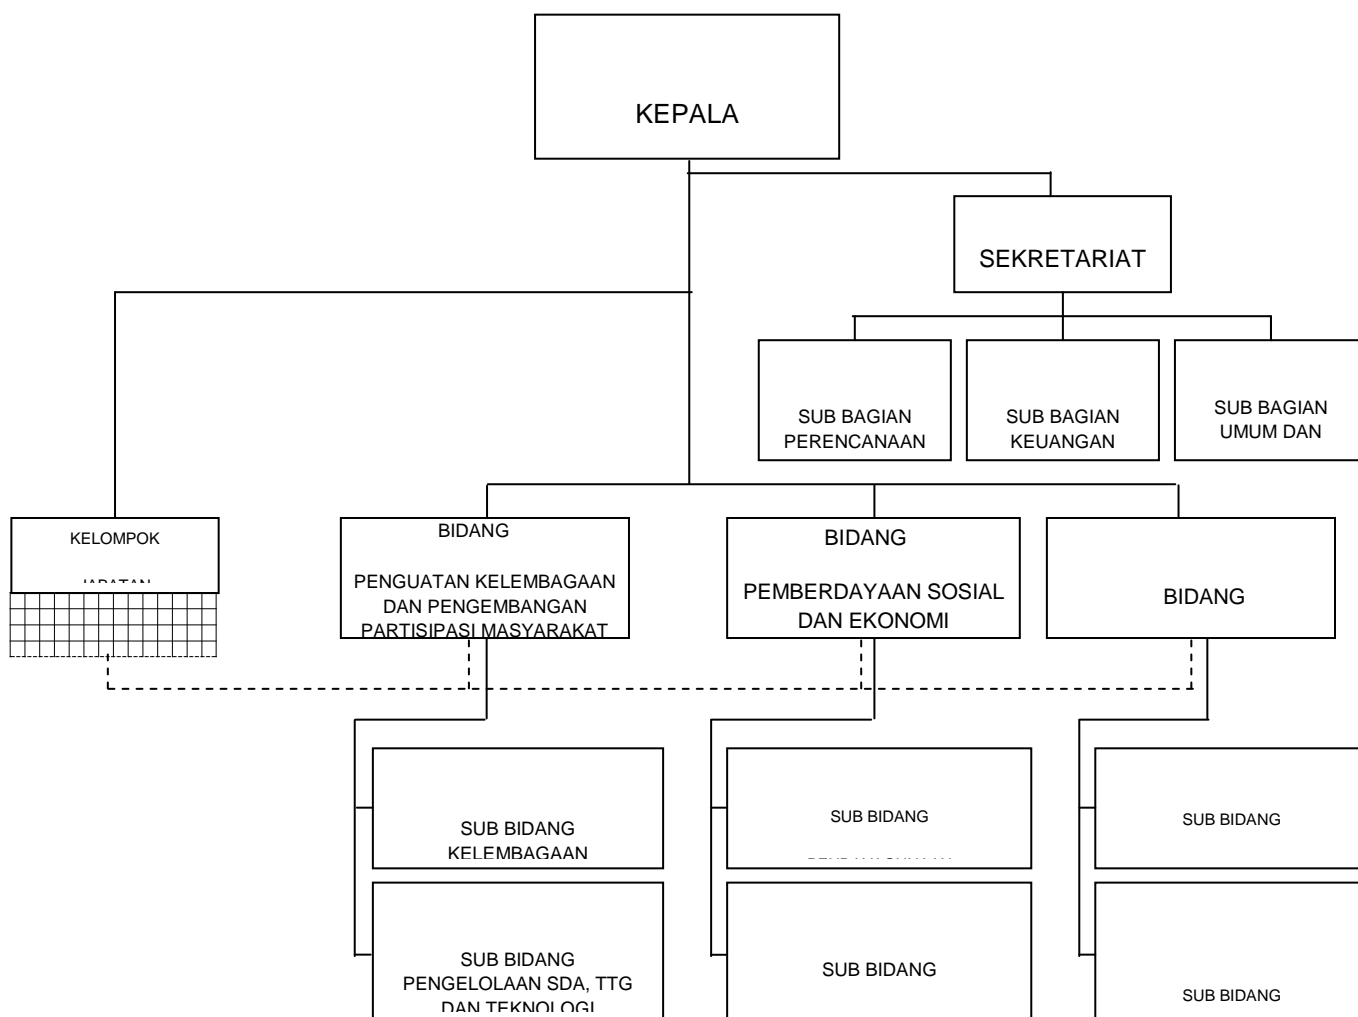 KEPALA
SEKRETARIAT
SUB BAGIAN
PERENCANAAN
SUB BAGIAN
KEUANGAN
SUB BAGIAN
UMUM DAN
KELOMPOK
JABATAN
BIDANG
PENGUATAN KELEMBAGAAN
DAN PENGEMBANGAN
PARTISIPASI MASYARAKAT
BIDANG
PEMBERDAYAAN SOSIAL
DAN EKONOMI
BIDANG
SUB BIDANG
KELEMBAGAAN
SUB BIDANG
SUB BIDANG
SUB BIDANG
PENGELOLAAN SDA, TTG
DAN TEKNOLOGI
SUB BIDANG
SUB BIDANG